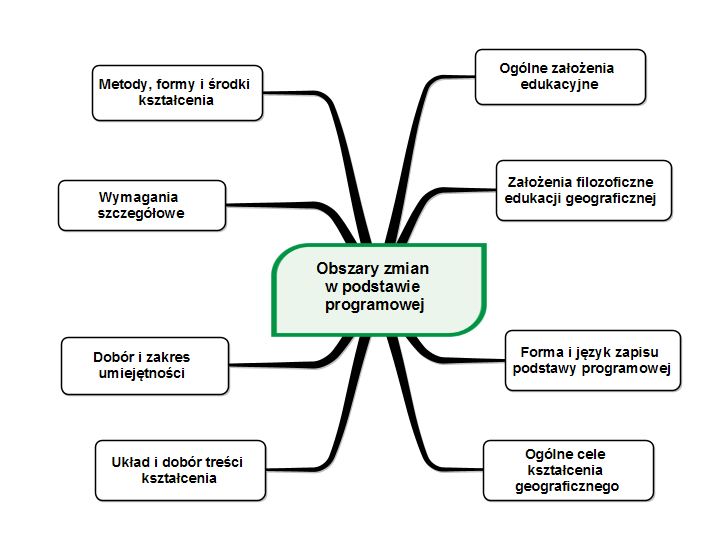 Metody, formy i środki
kształcenia
Ogólne założenia
edukacyjne
Wymagania
szczegółowe
Założenia filozoficzne
edukacji geograficznej
Obszary zmian
w podstawie
programowej
Dobór i zakres
umiejętności
Forma i język zapisu
podstawy programowej
Układ i dobór treści
kształcenia
Ogólne cele
kształcenia
geograficznego